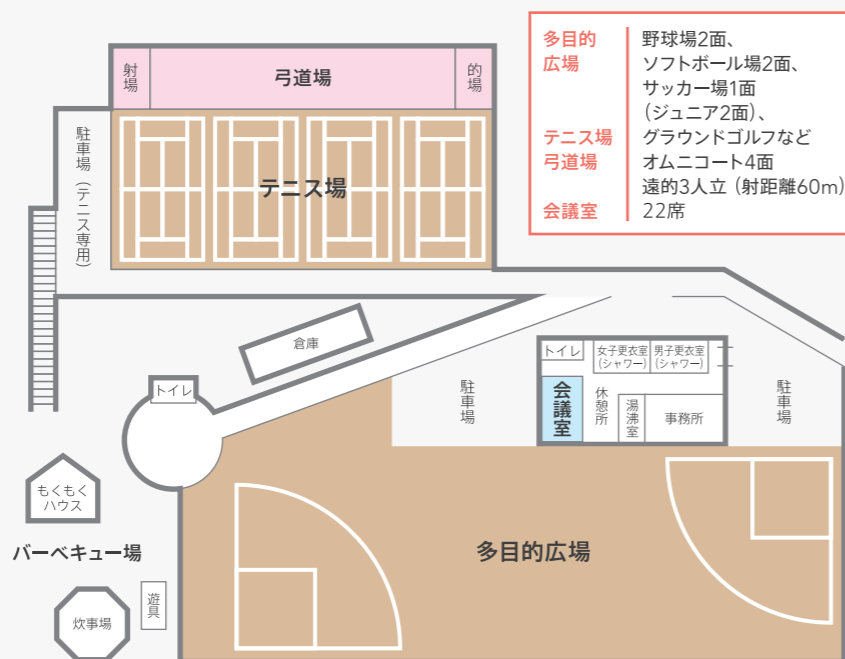 多目的
広場
野球場2面、
ソフトボール場2面、
サッカー場1面
(ジュニア2面)、
グラウンドゴルフなど
テニス場
オムニコート4面
弓道場
遠的3人立 (射距離60m)
会議室
22席
射場
弓道場
的場
駐車場(テニス専用)
テニス場
倉庫
トイレ
駐車場
トイレ
女子更衣室
(シャワー)
男子更衣室
(シャワー)
会議室
休憩所
湯沸室
事務所
駐車場
もくもく
ハウス
バーベキュー場
多目的広場
遊具
炊事場